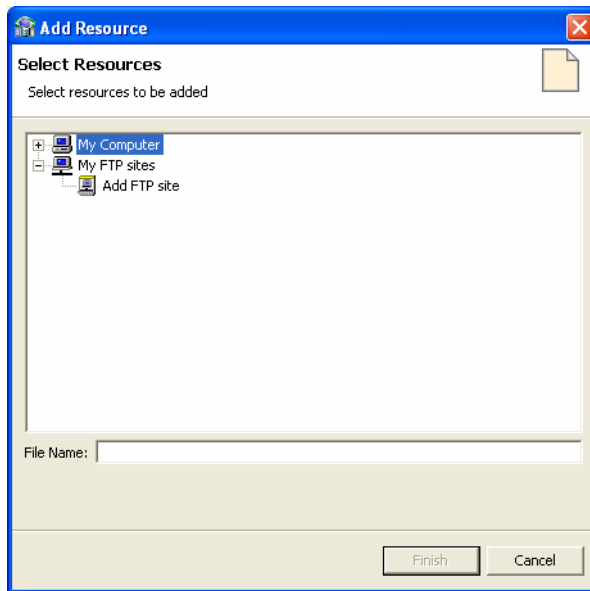 Add Resource
Select Resources
Select resources to be added
My Computer
My FTP sites
Add FTP site
File Name:
Finish
Cancel